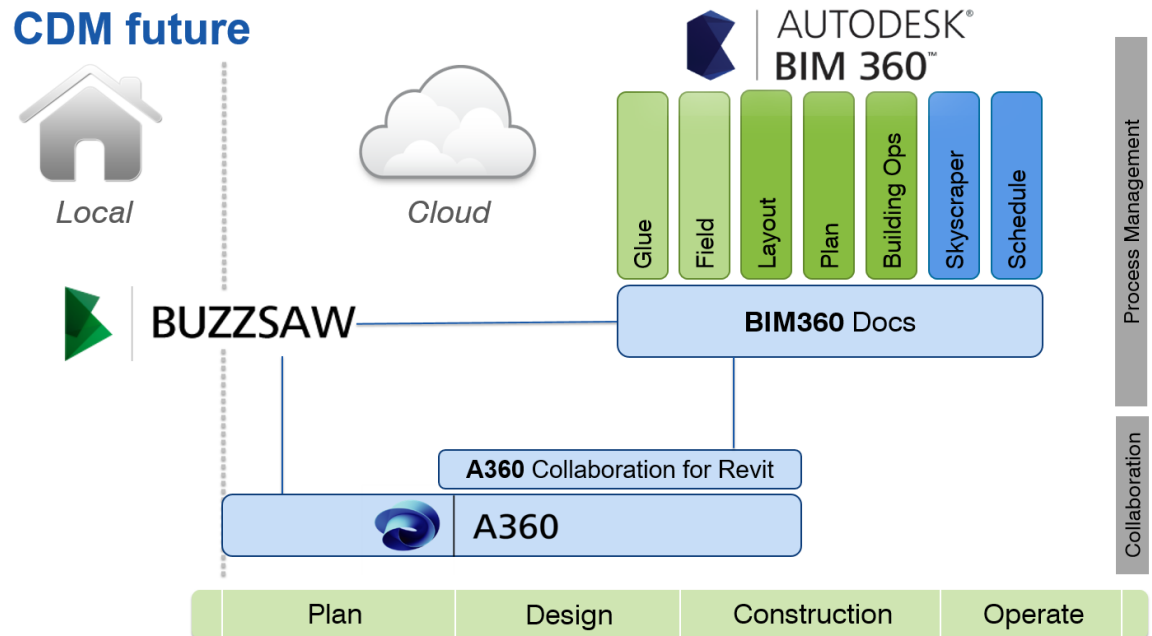 CDM future
AUTODESK®
BIM 360™
Local
Cloud
Glue
Field
Layout
Plan
Building Ops
Skyscraper
Schedule
Process Management
BUZZSAW
BIM360 Docs
A360 Collaboration for Revit
A360
Collaboration
Plan
Design
Construction
Operate